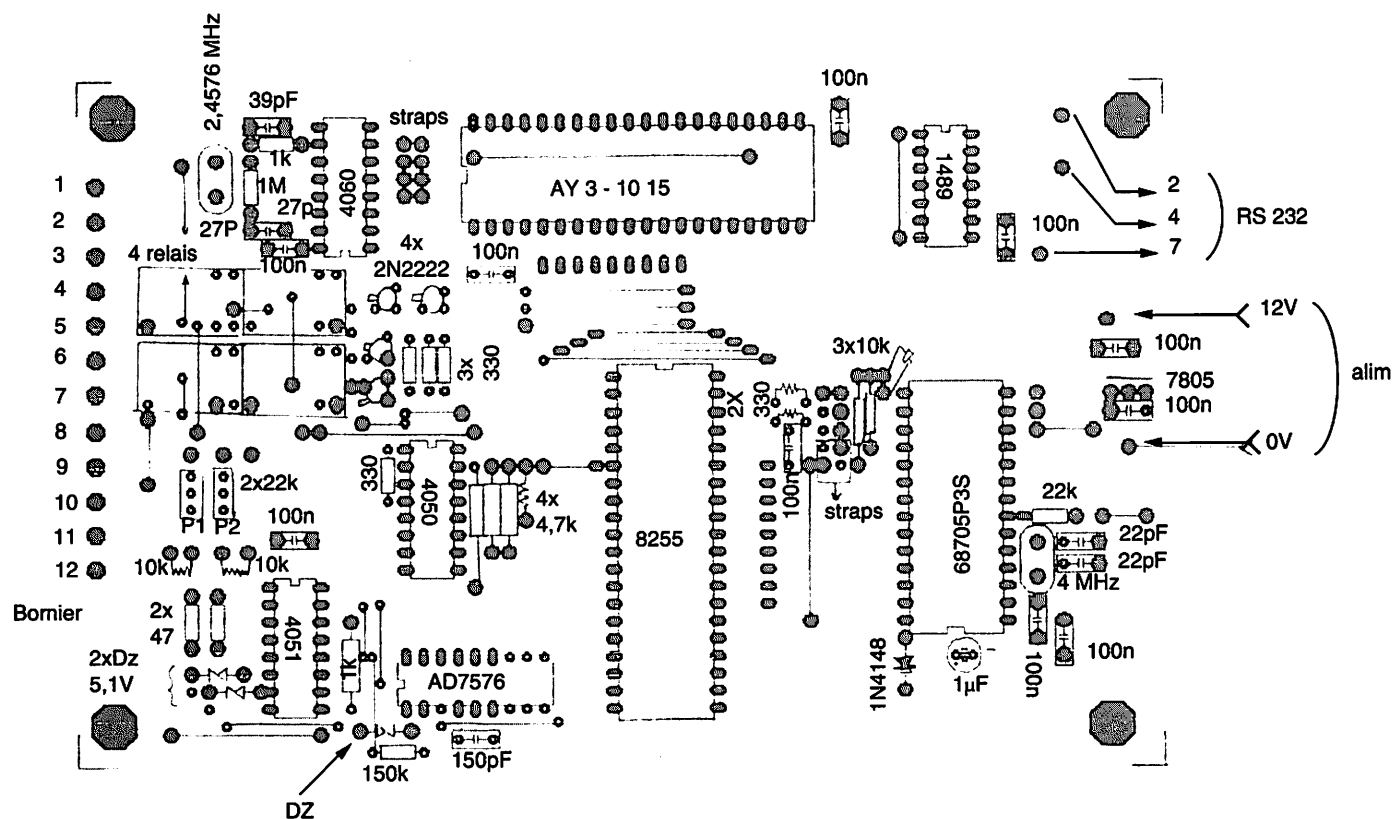 2,4576 MHz
39pF
straps
100n
1k
1M
27p
27P
4060
100n
AY 3 - 10 15
1489
100n
2
4
7
RS 232
1
2
3
4
5
6
7
8
9
10
11
12
Bornier
4 relais
4x
2N2222
100n
3x
330
12V
100n
7805
100n
0V
alim
3x10k
2X
330
100n
straps
330
4050
4x
4,7k
8255
68705P3S
22k
22pF
22pF
4 MHz
100n
100n
1N4148
1µF
-
2x22k
P1
P2
100n
10k
10k
2x
47
4051
1k
2xDz
5,1V
AD7576
150k
150pF
DZ